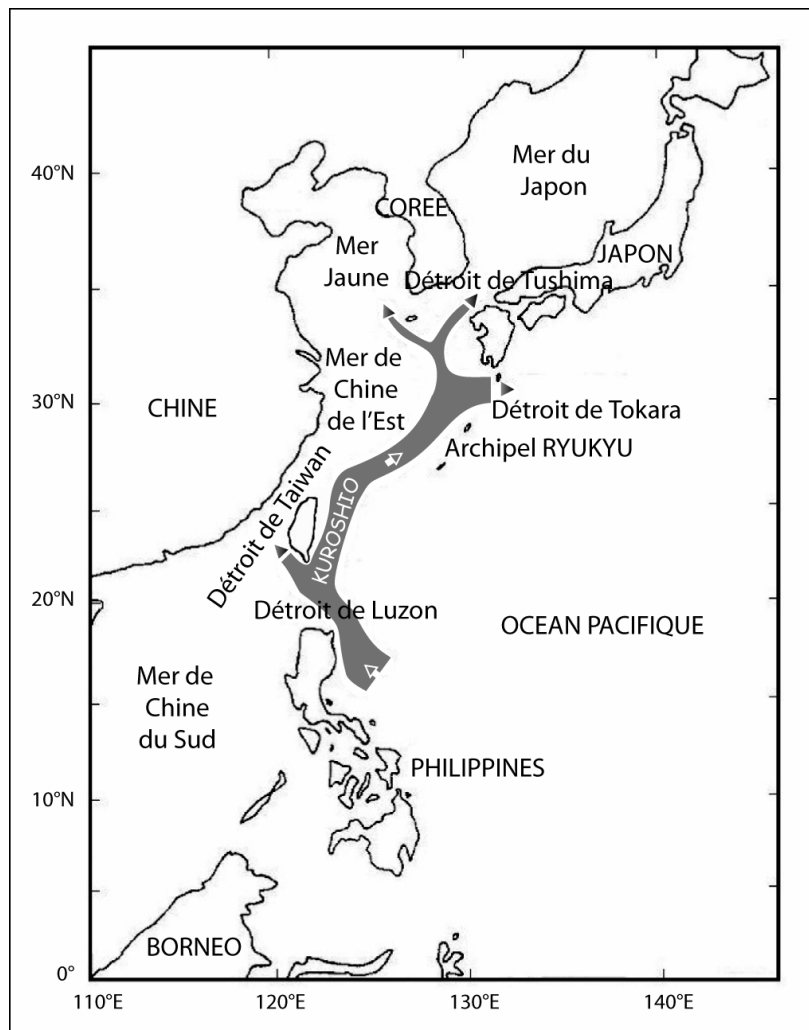 40°N
30°N
20°N
10°N
0°
110°E
120°E
130°E
140°E
Mer du
Japon
COREE
Mer
Jaune
JAPON
Détroit de Tushima
Mer de
Chine
de l'Est
CHINE
Détroit de Tokara
Archipel RYUKYU
Détroit de Taiwan
KUROSHIO
Détroit de Luzon
OCEAN PACIFIQUE
Mer de
Chine
du Sud
PHILIPPINES
BORNEO